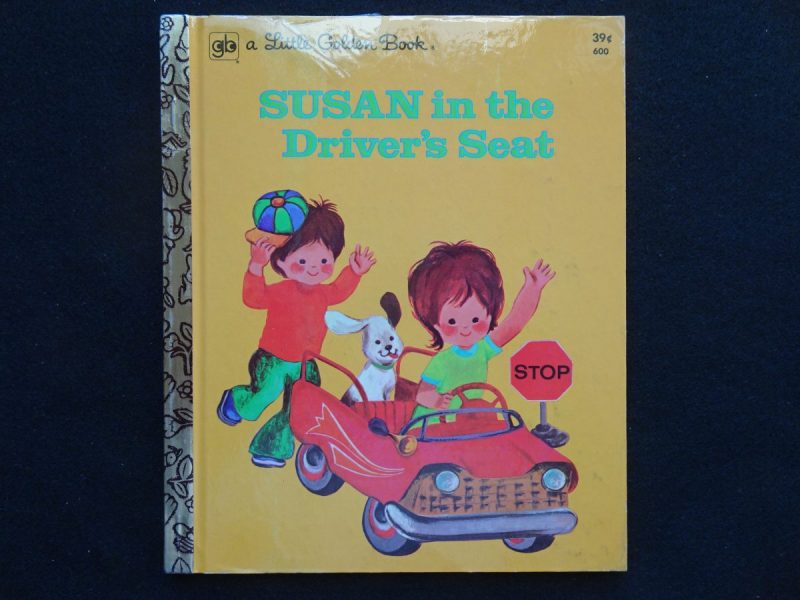 gb a Little Golden Book®
39¢
600
SUSAN in the
Driver's Seat
STOP